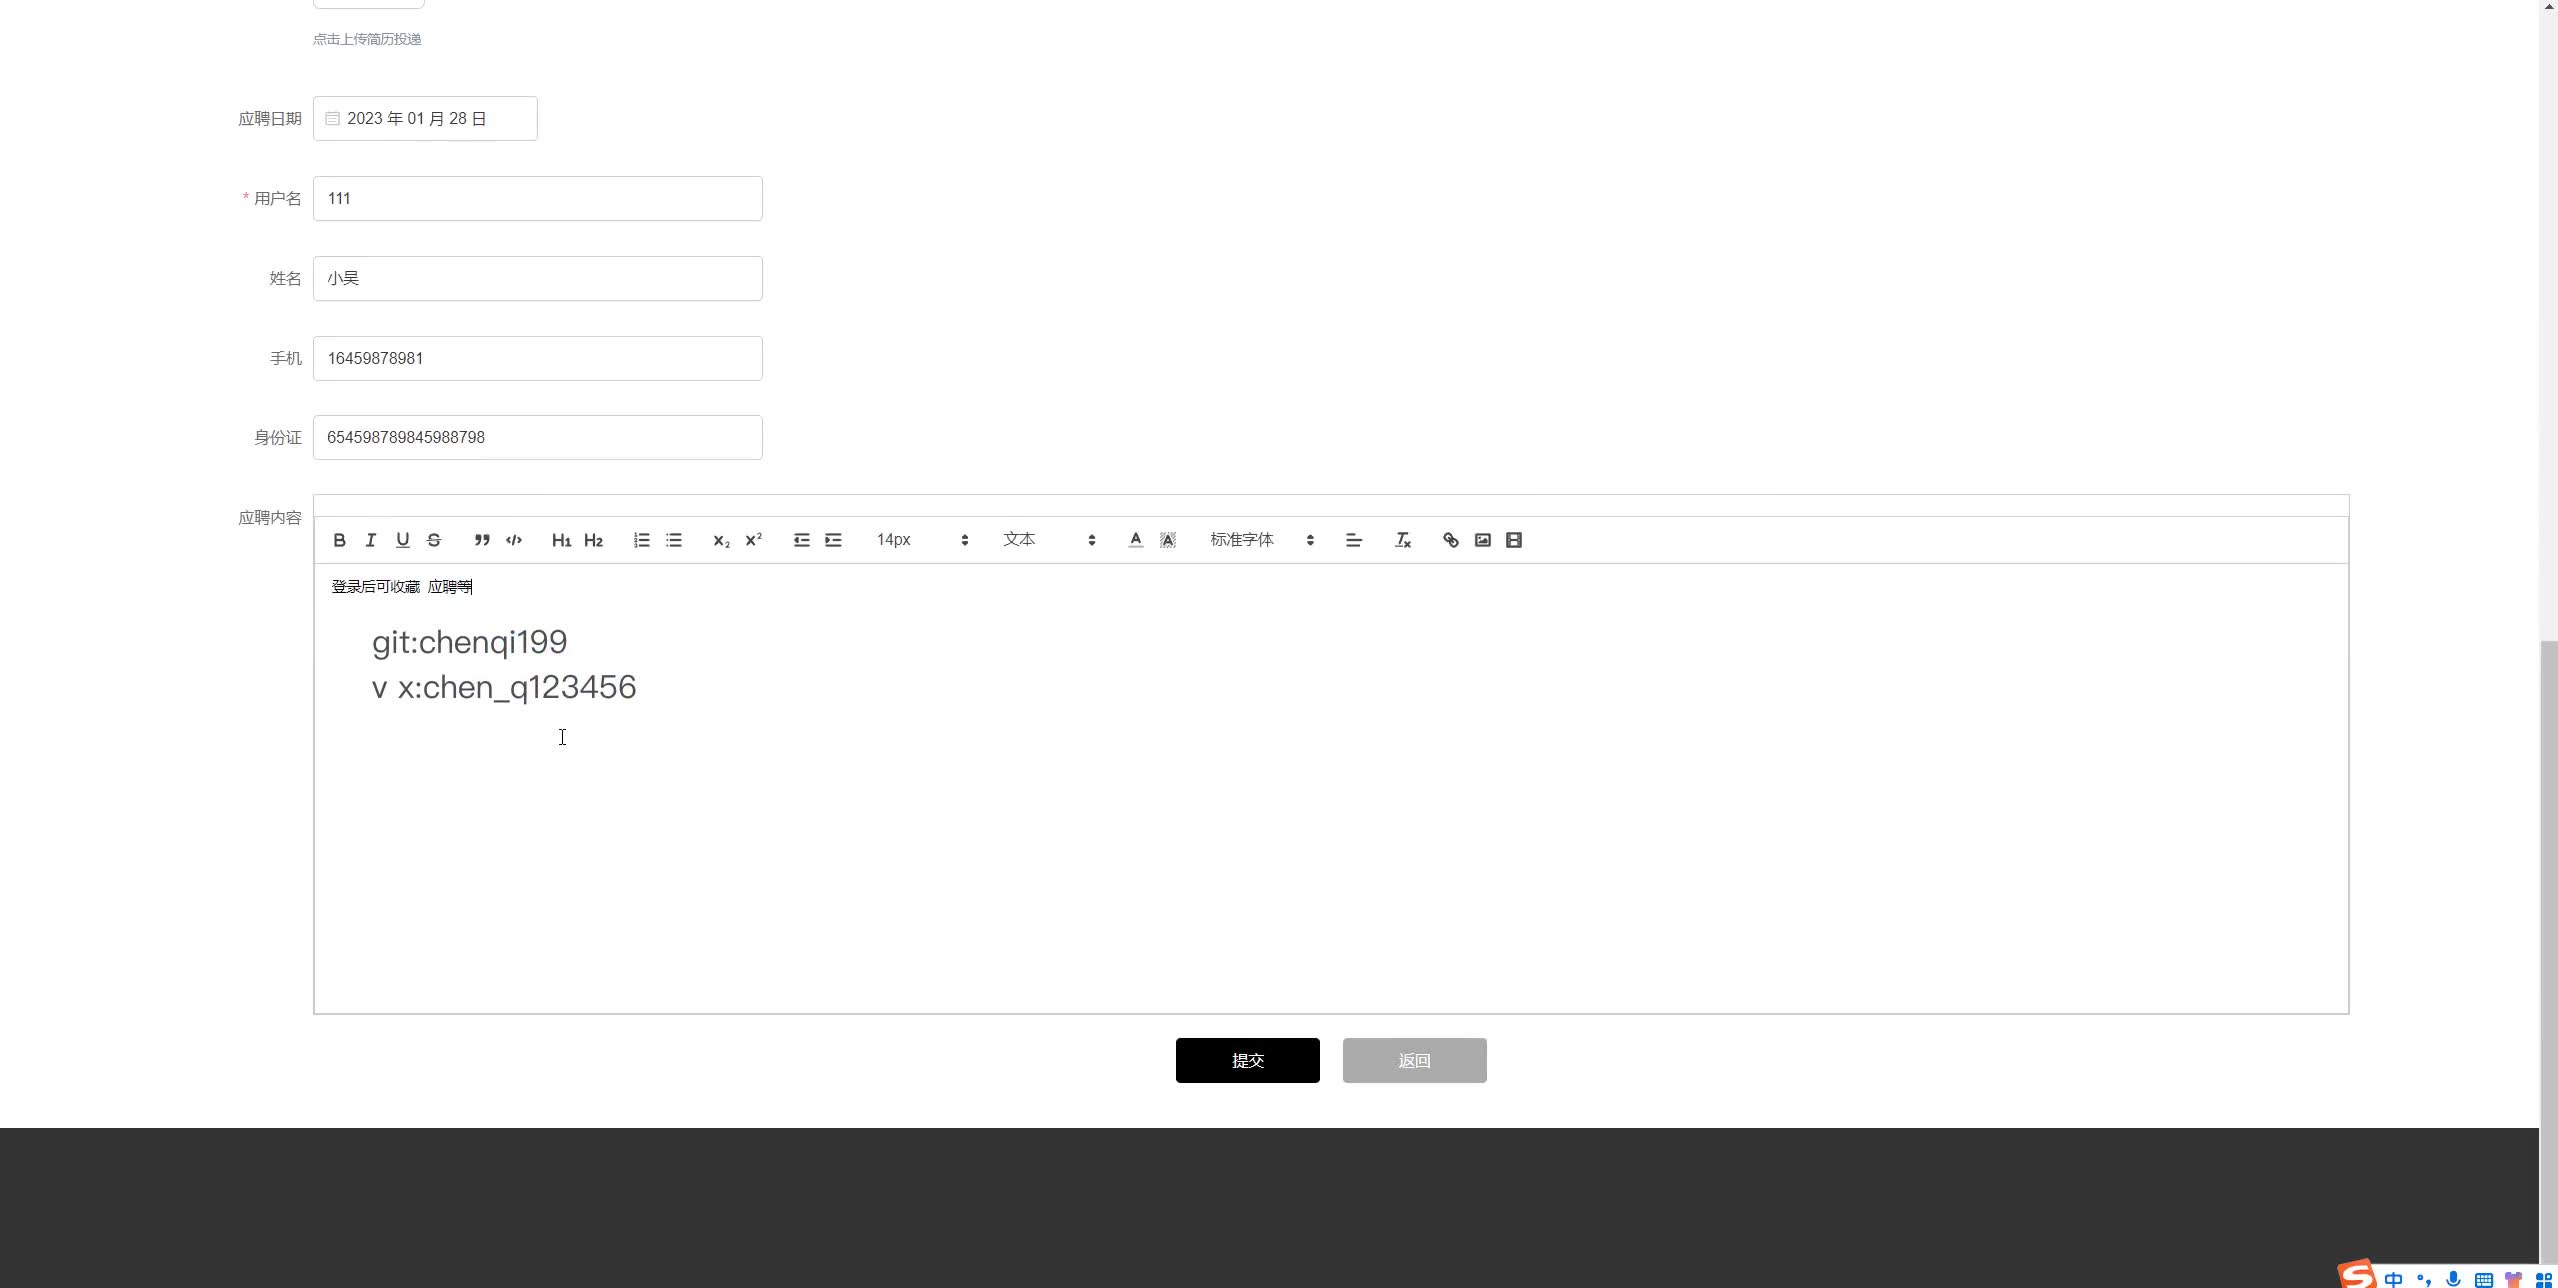 点击上传简历投递
应聘日期 2023 年 01 月 28 日
* 用户名 111
姓名 小吴
手机 16459878981
身份证 654598789845988798
应聘内容
B I U S H1 H2 x₂ x² 14px 文本 A A 标准字体
登录后可收藏 应聘等
git:chenqi199
v x:chen_q123456
提交 返回
中